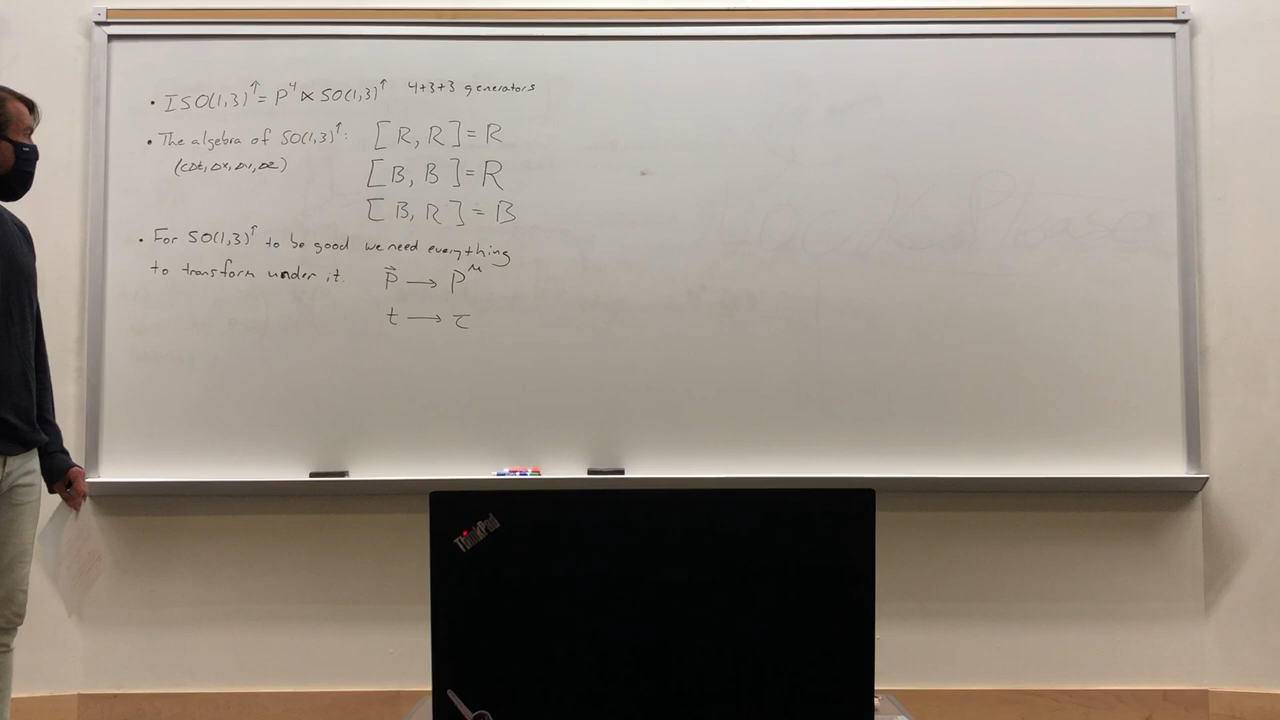 • ISO(1,3)↑ = P⁴ ⋊ SO(1,3)↑ 4+3+3 generators
• The algebra of SO(1,3)↑: [R, R] = R
(cΔt, Δx, Δy, Δz) [B, B] = R
[B, R] = B
• For SO(1,3)↑ to be good we need everything
to transform under it. p⃗ → P^μ
t → τ
ThinkPad